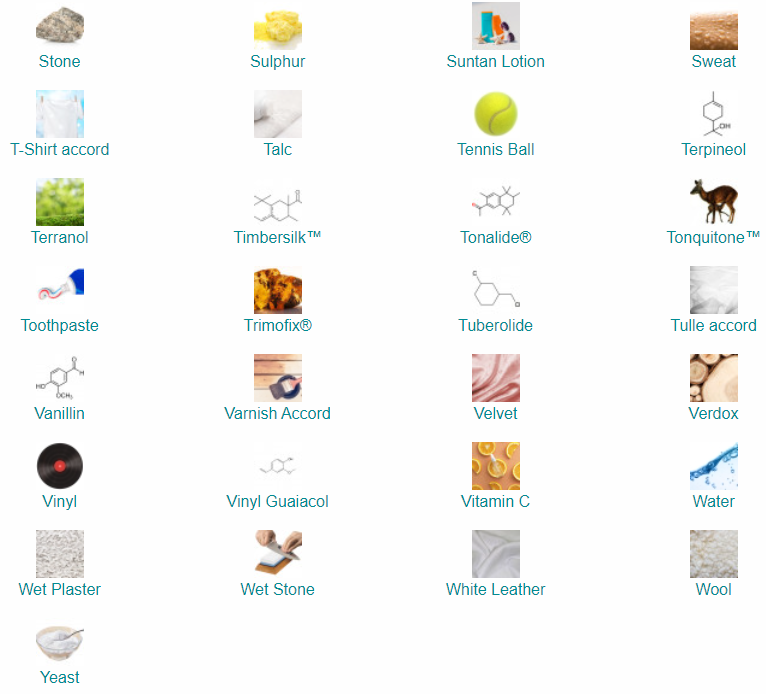 Stone
Sulphur
Suntan Lotion
Sweat
T-Shirt accord
Talc
Tennis Ball
Terpineol
Terranol
Timbersilk™
Tonalide®
Tonquitone™
Toothpaste
Trimofix®
Tuberolide
Tulle accord
Vanillin
Varnish Accord
Velvet
Verdox
Vinyl
Vinyl Guaiacol
Vitamin C
Water
Wet Plaster
Wet Stone
White Leather
Wool
Yeast